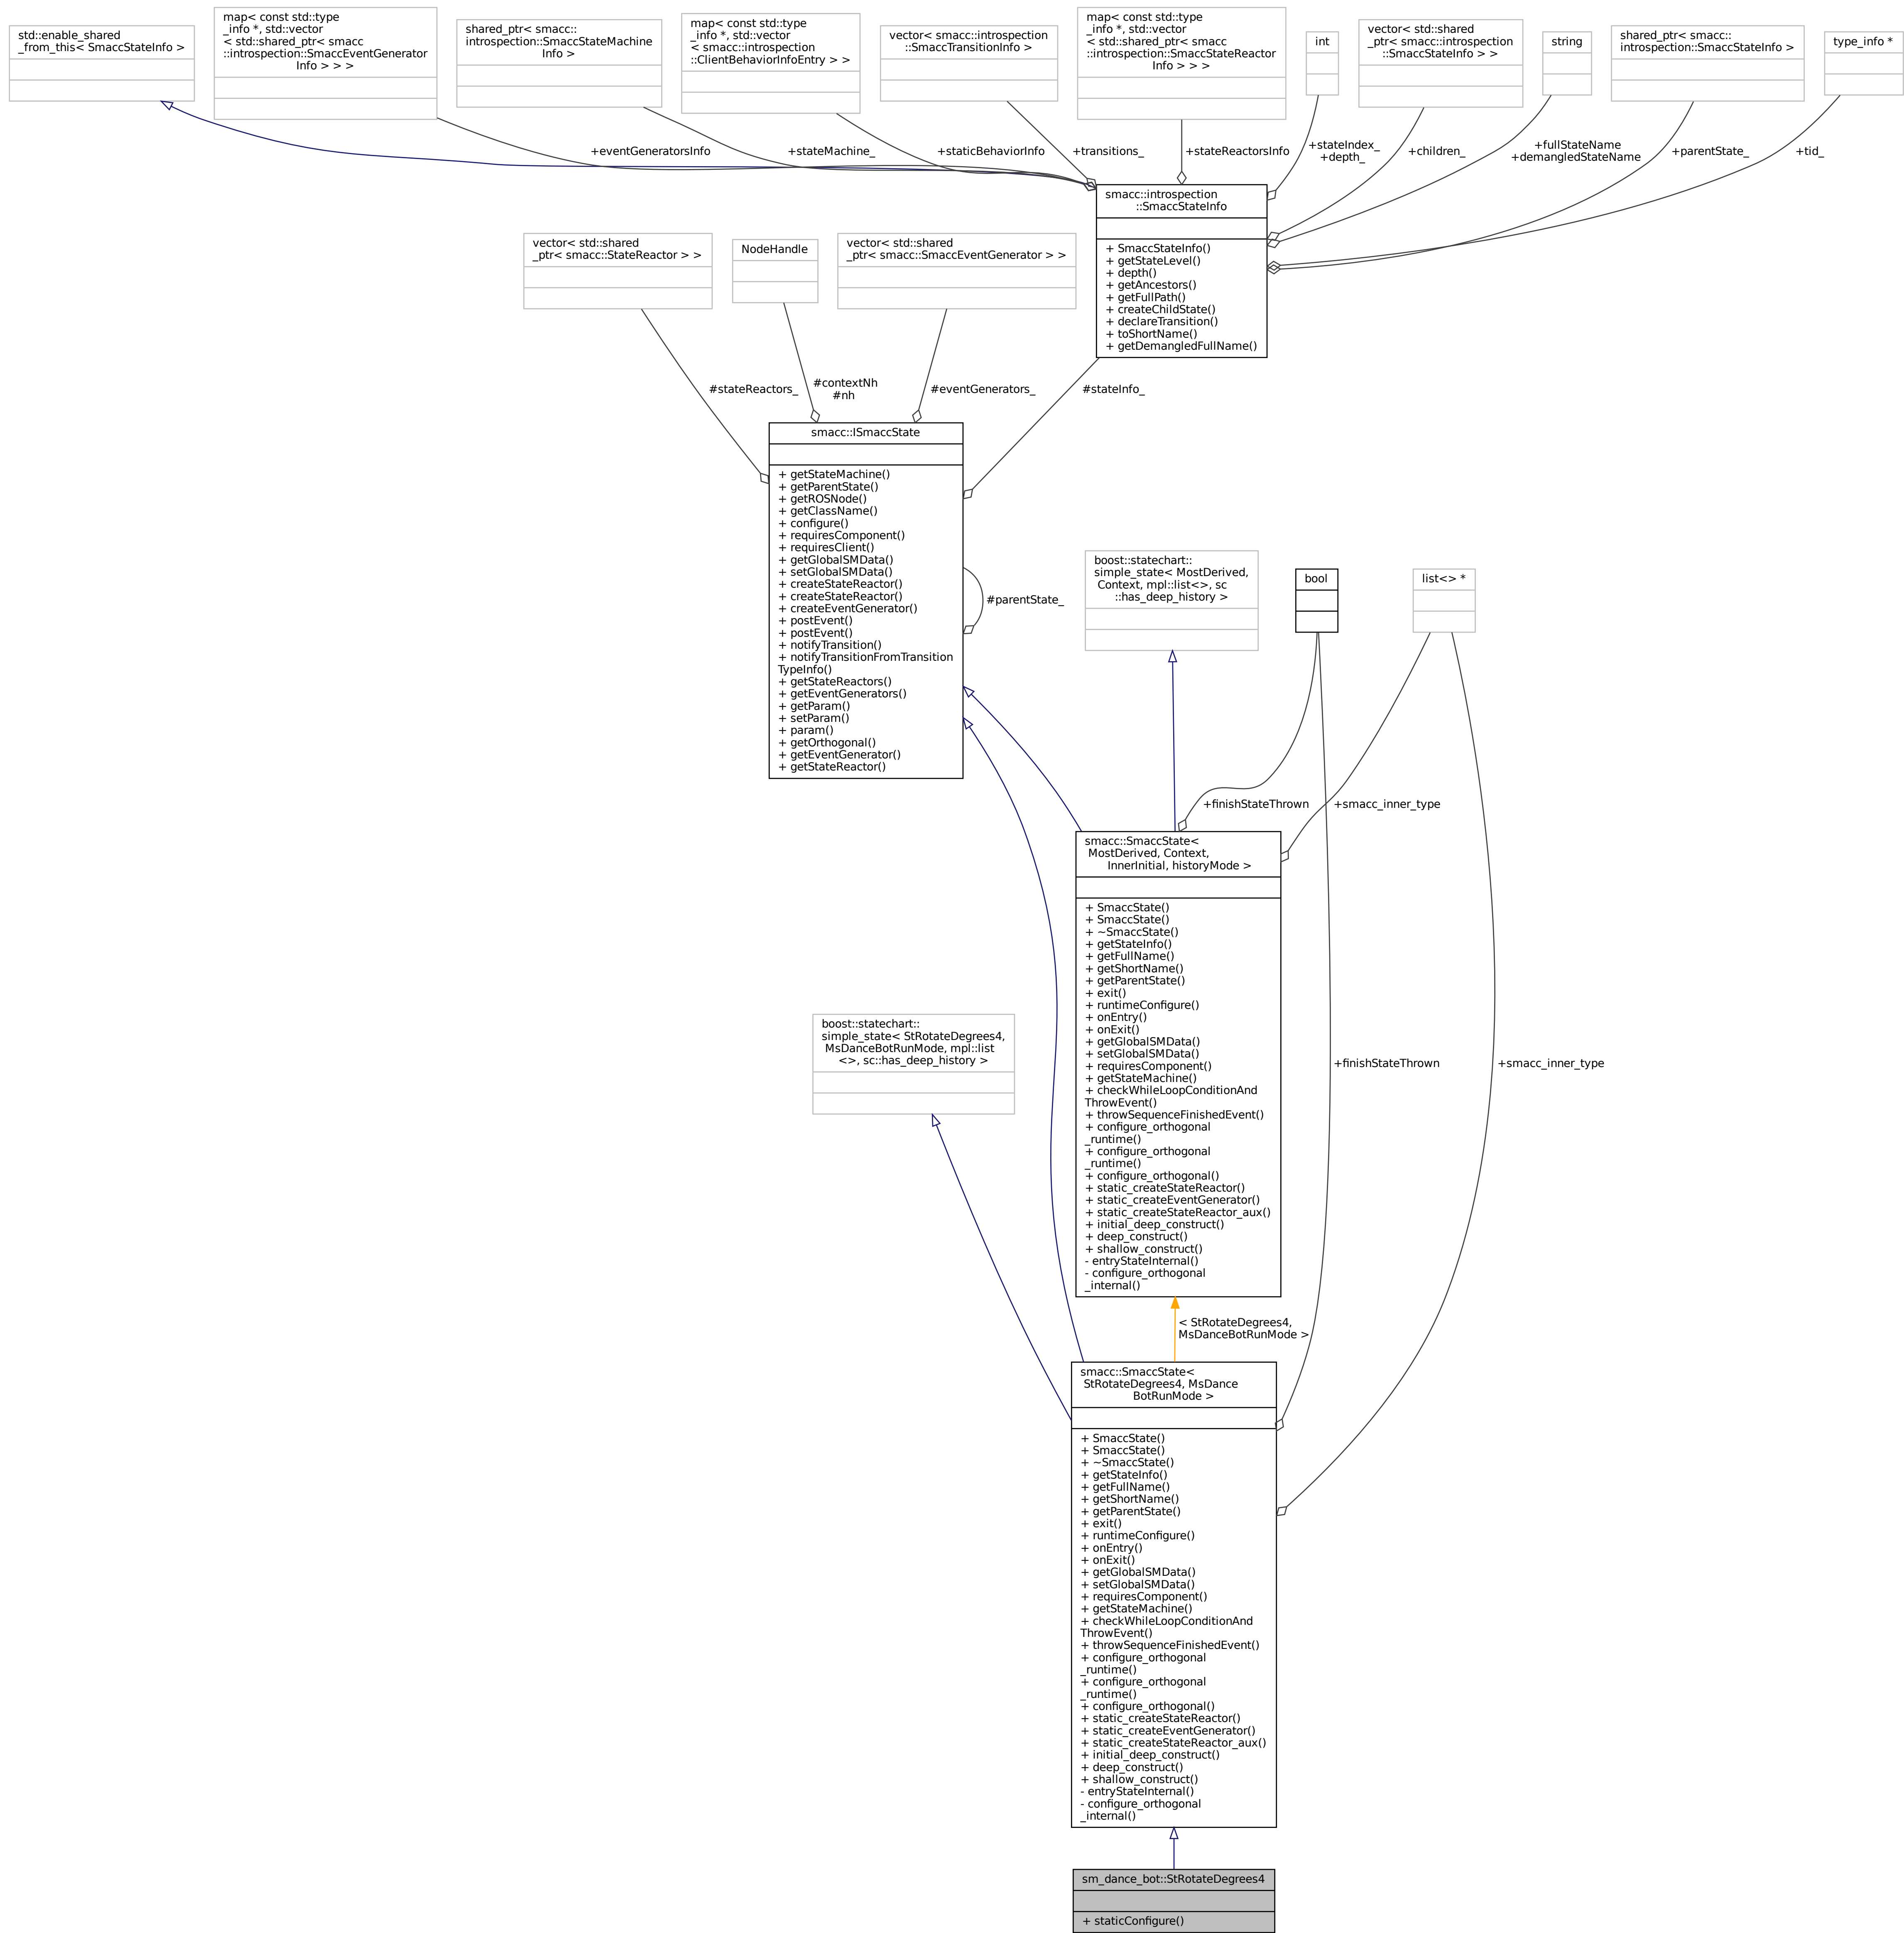 std::enable_shared
_from_this< SmaccStateInfo >
map< const std::type
_info *, std::vector
< std::shared_ptr< smacc
::introspection::SmaccEventGenerator
Info > > >
shared_ptr< smacc::
introspection::SmaccStateMachine
Info >
map< const std::type
_info *, std::vector
< smacc::introspection
::ClientBehaviorInfoEntry > >
vector< smacc::introspection
::SmaccTransitionInfo >
map< const std::type
_info *, std::vector
< std::shared_ptr< smacc
::introspection::SmaccStateReactor
Info > > >
int
vector< std::shared
_ptr< smacc::introspection
::SmaccStateInfo > >
string
shared_ptr< smacc::
introspection::SmaccStateInfo >
type_info *
+eventGeneratorsInfo
+stateMachine_
+staticBehaviorInfo
+transitions_
+stateReactorsInfo
+stateIndex_
+depth_
+children_
+fullStateName
+demangledStateName
+parentState_
+tid_
smacc::introspection
::SmaccStateInfo
+ SmaccStateInfo()
+ getStateLevel()
+ depth()
+ getAncestors()
+ getFullPath()
+ createChildState()
+ declareTransition()
+ toShortName()
+ getDemangledFullName()
vector< std::shared
_ptr< smacc::StateReactor > >
NodeHandle
vector< std::shared
_ptr< smacc::SmaccEventGenerator > >
#stateReactors_
#contextNh
#nh
#eventGenerators_
#stateInfo_
smacc::ISmaccState
+ getStateMachine()
+ getParentState()
+ getROSNode()
+ getClassName()
+ configure()
+ requiresComponent()
+ requiresClient()
+ getGlobalSMData()
+ setGlobalSMData()
+ createStateReactor()
+ createStateReactor()
+ createEventGenerator()
+ postEvent()
+ postEvent()
+ notifyTransition()
+ notifyTransitionFromTransition
TypeInfo()
+ getStateReactors()
+ getEventGenerators()
+ getParam()
+ setParam()
+ param()
+ getOrthogonal()
+ getEventGenerator()
+ getStateReactor()
#parentState_
boost::statechart::
simple_state< MostDerived,
Context, mpl::list<>, sc
::has_deep_history >
bool
list<> *
+finishStateThrown
+smacc_inner_type
smacc::SmaccState<
MostDerived, Context,
InnerInitial, historyMode >
+ SmaccState()
+ SmaccState()
+ ~SmaccState()
+ getStateInfo()
+ getFullName()
+ getShortName()
+ getParentState()
+ exit()
+ runtimeConfigure()
+ onEntry()
+ onExit()
+ getGlobalSMData()
+ setGlobalSMData()
+ requiresComponent()
+ getStateMachine()
+ checkWhileLoopConditionAnd
ThrowEvent()
+ throwSequenceFinishedEvent()
+ configure_orthogonal
_runtime()
+ configure_orthogonal
_runtime()
+ configure_orthogonal()
+ static_createStateReactor()
+ static_createEventGenerator()
+ static_createStateReactor_aux()
+ initial_deep_construct()
+ deep_construct()
+ shallow_construct()
- entryStateInternal()
- configure_orthogonal
_internal()
boost::statechart::
simple_state< StRotateDegrees4,
MsDanceBotRunMode, mpl::list
<>, sc::has_deep_history >
+finishStateThrown
+smacc_inner_type
< StRotateDegrees4,
MsDanceBotRunMode >
smacc::SmaccState<
StRotateDegrees4, MsDance
BotRunMode >
+ SmaccState()
+ SmaccState()
+ ~SmaccState()
+ getStateInfo()
+ getFullName()
+ getShortName()
+ getParentState()
+ exit()
+ runtimeConfigure()
+ onEntry()
+ onExit()
+ getGlobalSMData()
+ setGlobalSMData()
+ requiresComponent()
+ getStateMachine()
+ checkWhileLoopConditionAnd
ThrowEvent()
+ throwSequenceFinishedEvent()
+ configure_orthogonal
_runtime()
+ configure_orthogonal
_runtime()
+ configure_orthogonal()
+ static_createStateReactor()
+ static_createEventGenerator()
+ static_createStateReactor_aux()
+ initial_deep_construct()
+ deep_construct()
+ shallow_construct()
- entryStateInternal()
- configure_orthogonal
_internal()
sm_dance_bot::StRotateDegrees4
+ staticConfigure()